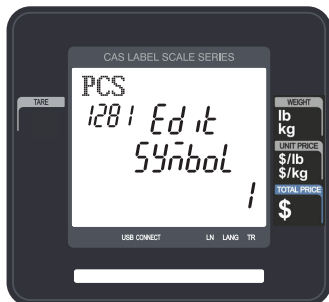 CAS LABEL SCALE SERIES
PCS
1281 Edit
Symbol
1
TARE
WEIGHT
lb
kg
UNIT PRICE
$/lb
$/kg
TOTAL PRICE
$
USB CONNECT LN LANG TR